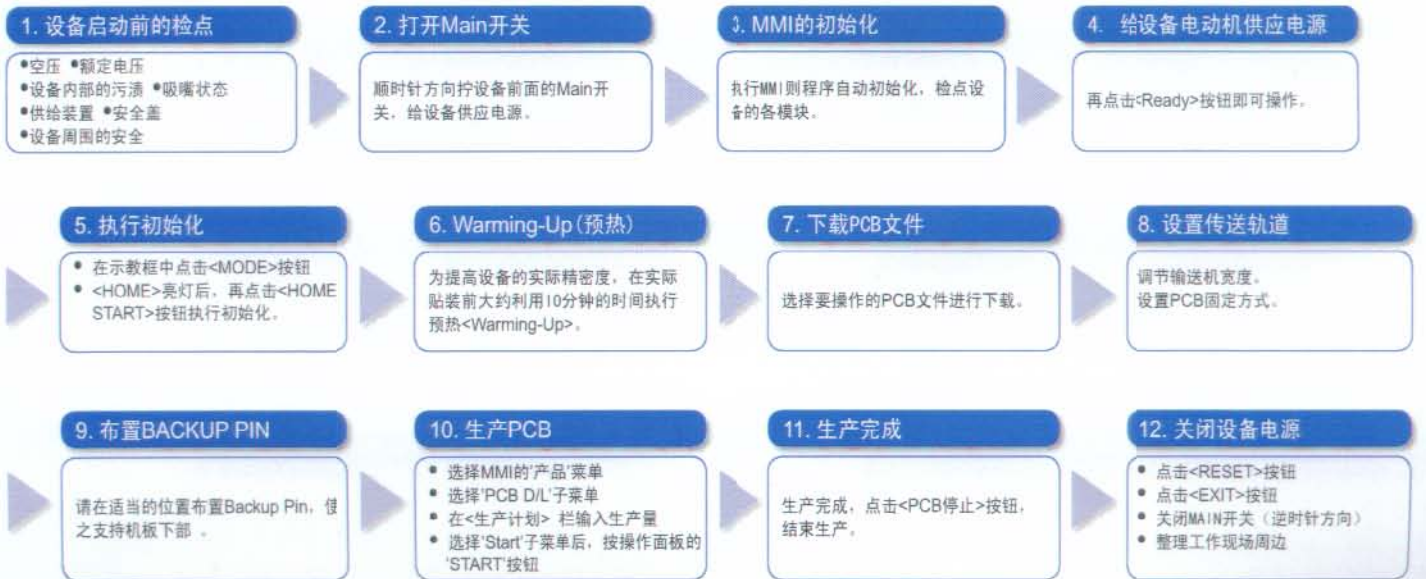 1. 设备启动前的检点
●空压 ●额定电压
●设备内部的污渍 ●吸嘴状态
●供给装置 ●安全盖
●设备周围的安全
2. 打开Main开关
顺时针方向拧设备前面的Main开
关，给设备供应电源。
3. MMI的初始化
执行MMI则程序自动初始化，检点设
备的各模块。
4. 给设备电动机供应电源
再点击<Ready>按钮即可操作。
5. 执行初始化
● 在示教框中点击<MODE>按钮
● <HOME>亮灯后，再点击<HOME
START>按钮执行初始化。
6. Warming-Up(预热)
为提高设备的实际精密度，在实际
贴装前大约利用10分钟的时间执行
预热<Warming-Up>。
7. 下载PCB文件
选择要操作的PCB文件进行下载。
8. 设置传送轨道
调节输送机宽度。
设置PCB固定方式。
9. 布置BACKUP PIN
请在适当的位置布置Backup Pin，使
之支持机板下部 。
10. 生产PCB
● 选择MMI的'产品'菜单
● 选择'PCB D/L'子菜单
● 在<生产计划> 栏输入生产量
● 选择'Start'子菜单后，按操作面板的
'START'按钮
11. 生产完成
生产完成，点击<PCB停止>按钮，
结束生产。
12. 关闭设备电源
● 点击<RESET>按钮
● 点击<EXIT>按钮
● 关闭MAIN开关（逆时针方向）
● 整理工作现场周边